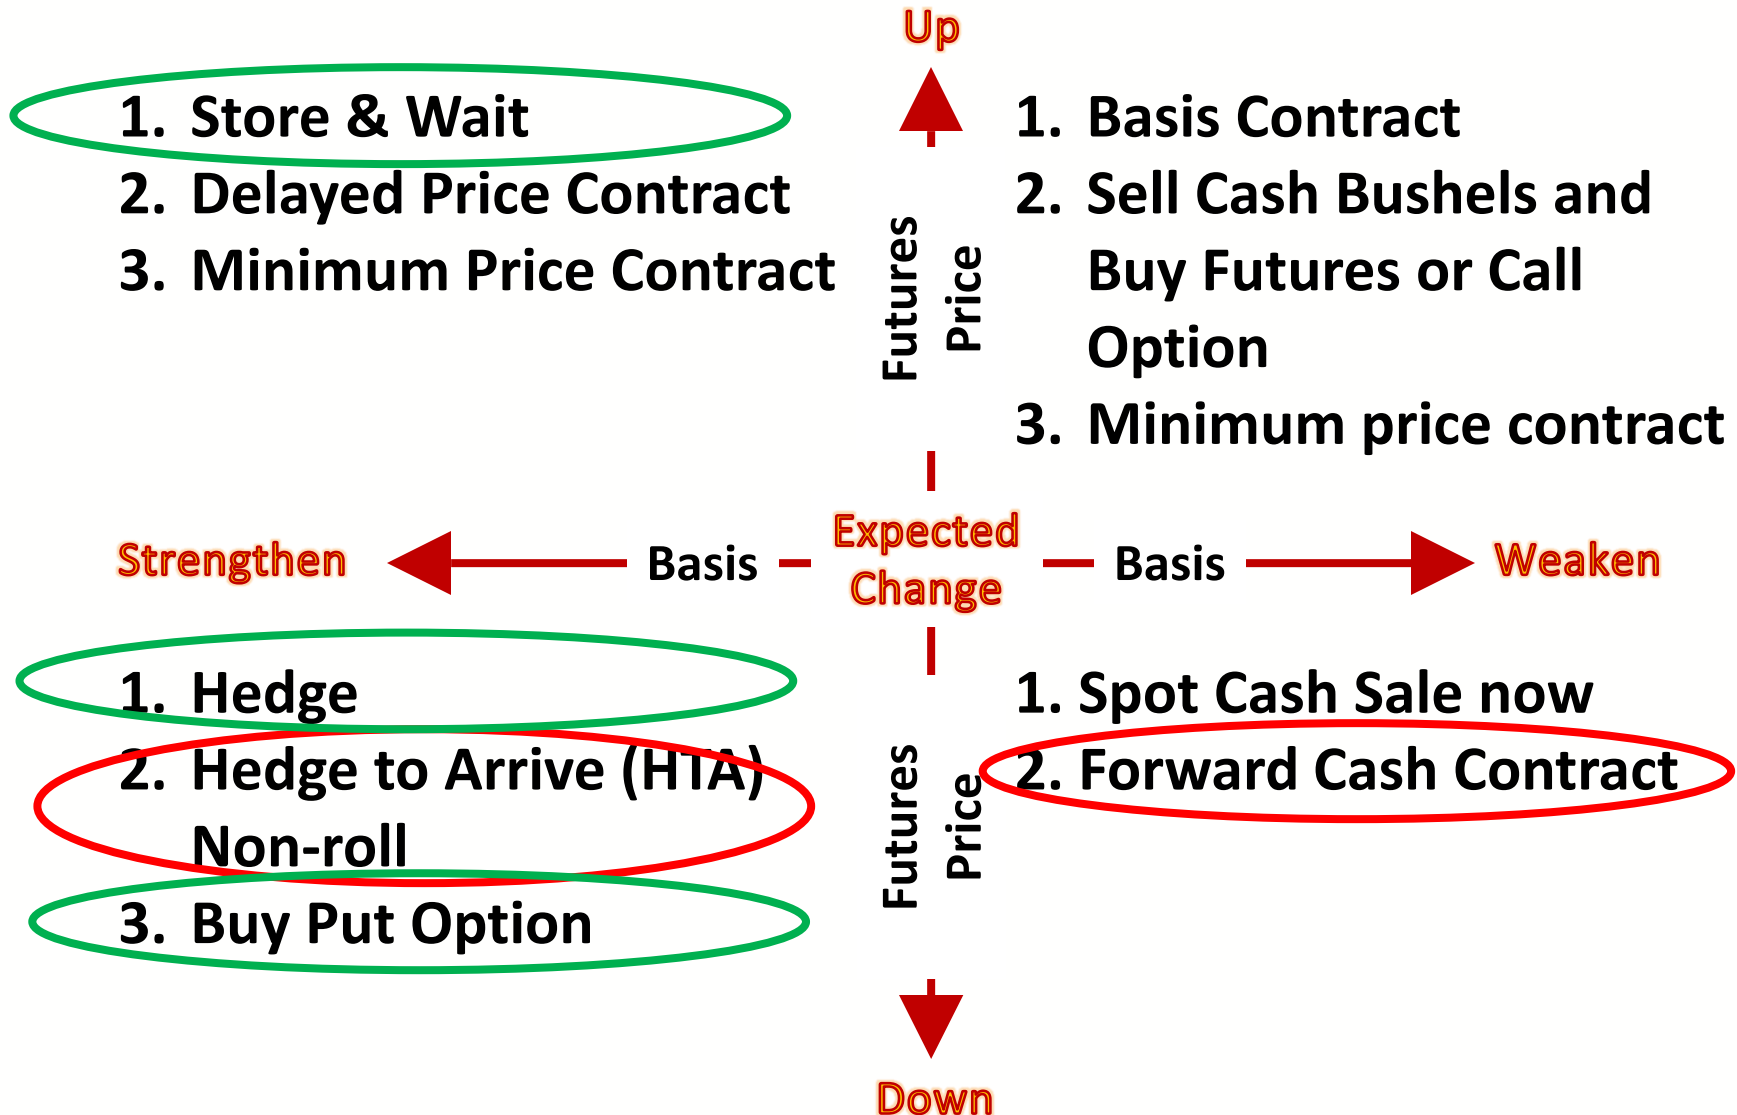 Up
1. Store & Wait
2. Delayed Price Contract
3. Minimum Price Contract
Futures
Price
1. Basis Contract
2. Sell Cash Bushels and
Buy Futures or Call
Option
3. Minimum price contract
Strengthen
Basis
Expected
Change
Basis
Weaken
1. Hedge
2. Hedge to Arrive (HTA)
Non-roll
3. Buy Put Option
Futures
Price
1. Spot Cash Sale now
2. Forward Cash Contract
Down